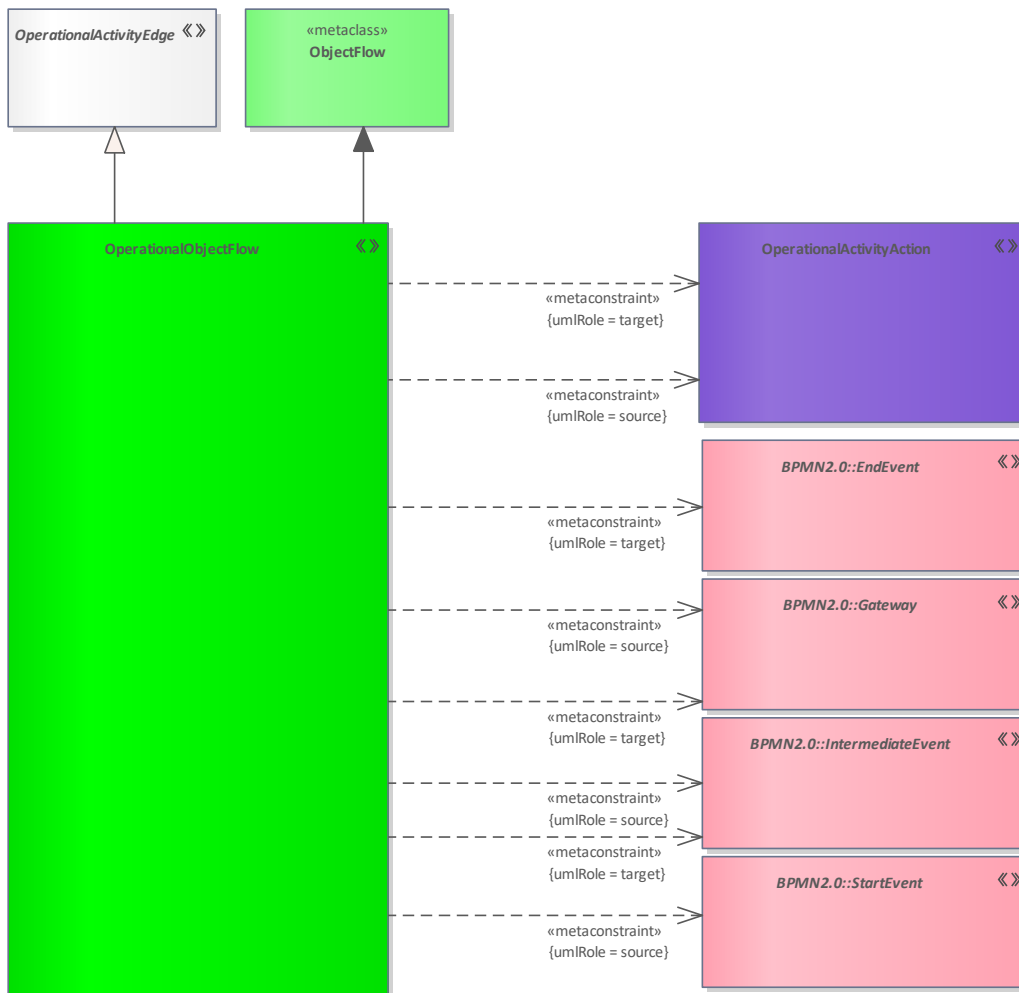 OperationalActivityEdge «»
«metaclass»
ObjectFlow
OperationalObjectFlow «»
OperationalActivityAction «»
«metaconstraint»
{umlRole = target}
«metaconstraint»
{umlRole = source}
BPMN2.0::EndEvent «»
«metaconstraint»
{umlRole = target}
BPMN2.0::Gateway «»
«metaconstraint»
{umlRole = source}
«metaconstraint»
{umlRole = target}
BPMN2.0::IntermediateEvent «»
«metaconstraint»
{umlRole = source}
«metaconstraint»
{umlRole = target}
BPMN2.0::StartEvent «»
«metaconstraint»
{umlRole = source}